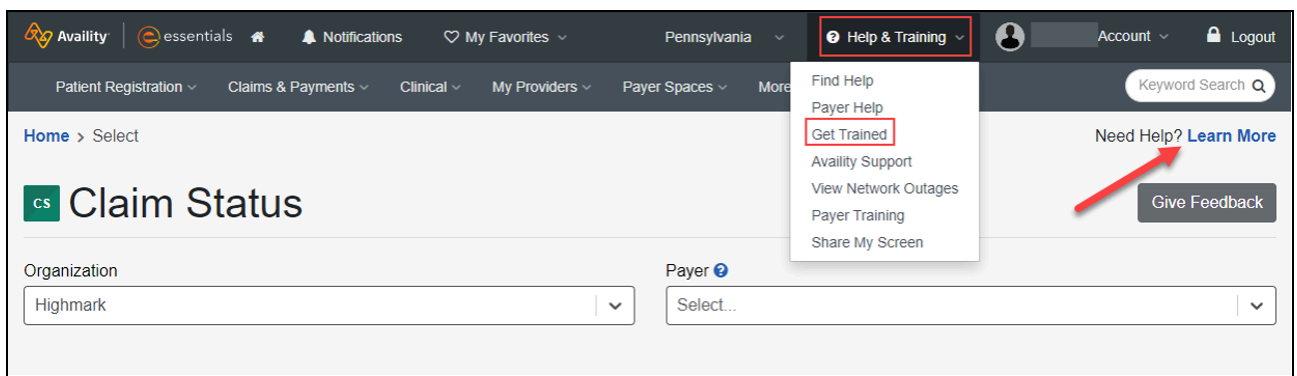 Availity essentials Notifications My Favorites Pennsylvania Help & Training Account Logout
Patient Registration Claims & Payments Clinical My Providers Payer Spaces More Keyword Search
Find Help
Payer Help
Get Trained
Availity Support
View Network Outages
Payer Training
Share My Screen
Home > Select
Need Help? Learn More
CS Claim Status
Give Feedback
Organization
Payer
Highmark
Select...